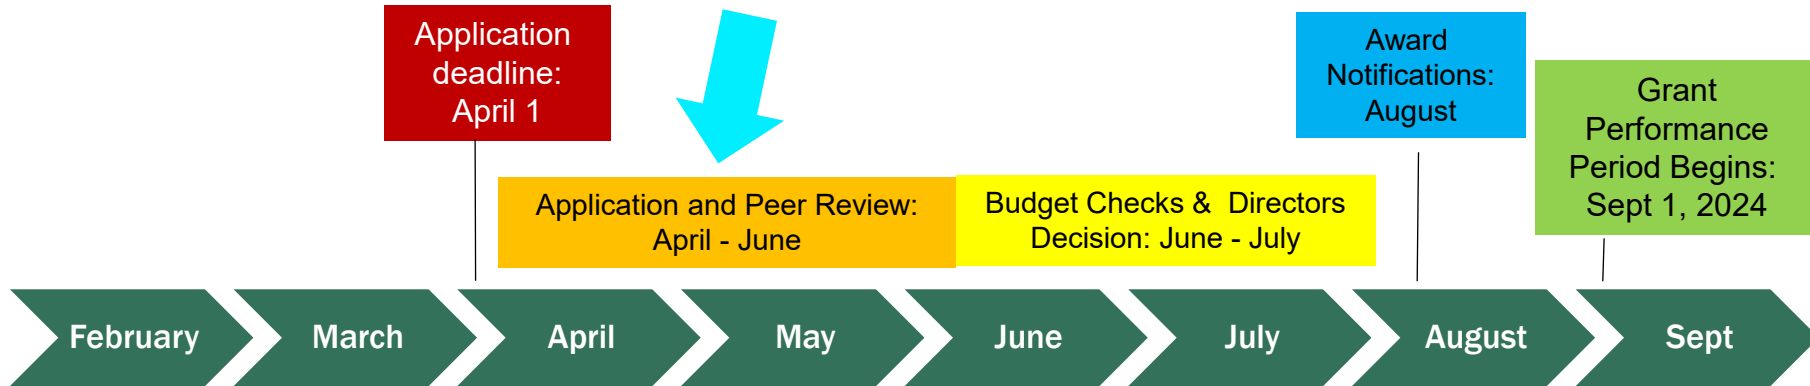 Application
deadline:
April 1
Award
Notifications:
August
Grant
Performance
Period Begins:
Sept 1, 2024
Application and Peer Review:
April - June
Budget Checks & Directors
Decision: June - July
February
March
April
May
June
July
August
Sept